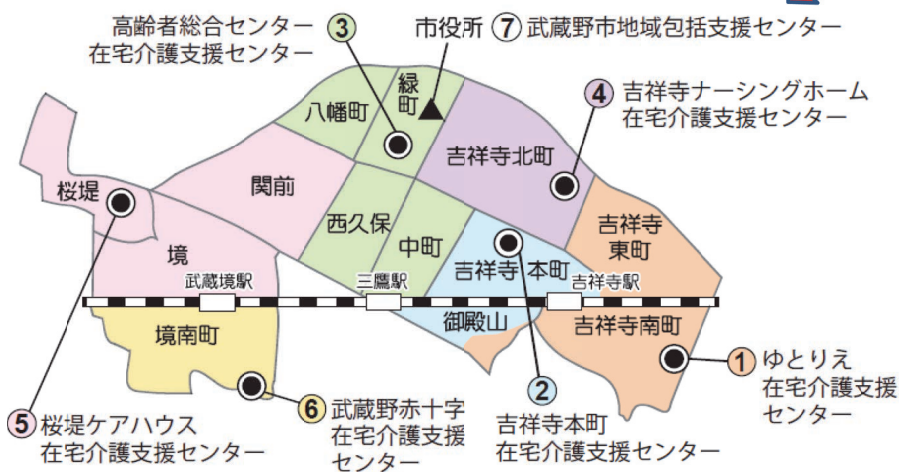 高齢者総合センター ③
在宅介護支援センター
市役所 ⑦ 武蔵野市地域包括支援センター
④ 吉祥寺ナーシングホーム
在宅介護支援センター
緑町
八幡町
吉祥寺北町
桜堤
関前
西久保
中町
吉祥寺
東町
境
吉祥寺 本町
武蔵境駅
三鷹駅
吉祥寺駅
境南町
御殿山
吉祥寺南町
① ゆとりえ
在宅介護支援
センター
② 吉祥寺本町
在宅介護支援センター
⑥ 武蔵野赤十字
在宅介護支援
センター
⑤ 桜堤ケアハウス
在宅介護支援センター